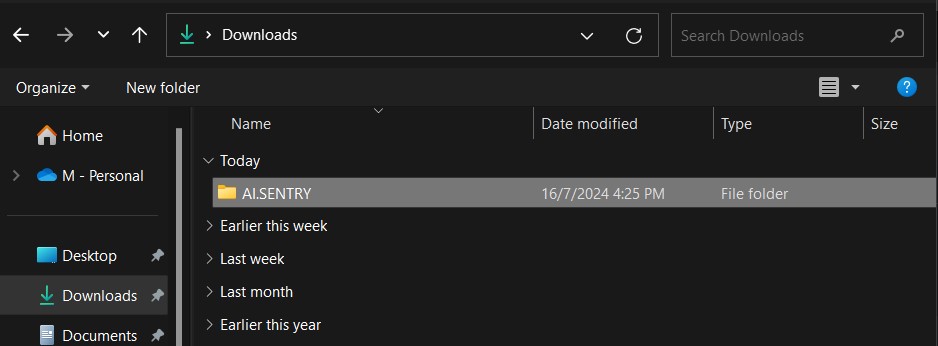 Downloads
Search Downloads
Organize
New folder
?
Name
Date modified
Type
Size
Home
M - Personal
Desktop
Downloads
Documents
Today
AI.SENTRY
16/7/2024 4:25 PM
File folder
Earlier this week
Last week
Last month
Earlier this year